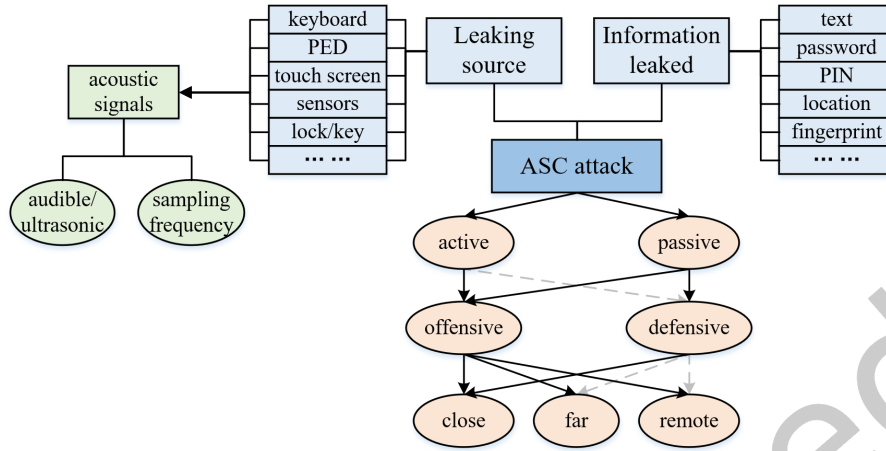 keyboard
PED
touch screen
sensors
lock/key
... ...
Leaking
source
Information
leaked
text
password
PIN
location
fingerprint
... ...
acoustic
signals
audible/
ultrasonic
sampling
frequency
ASC attack
active
passive
offensive
defensive
close
far
remote